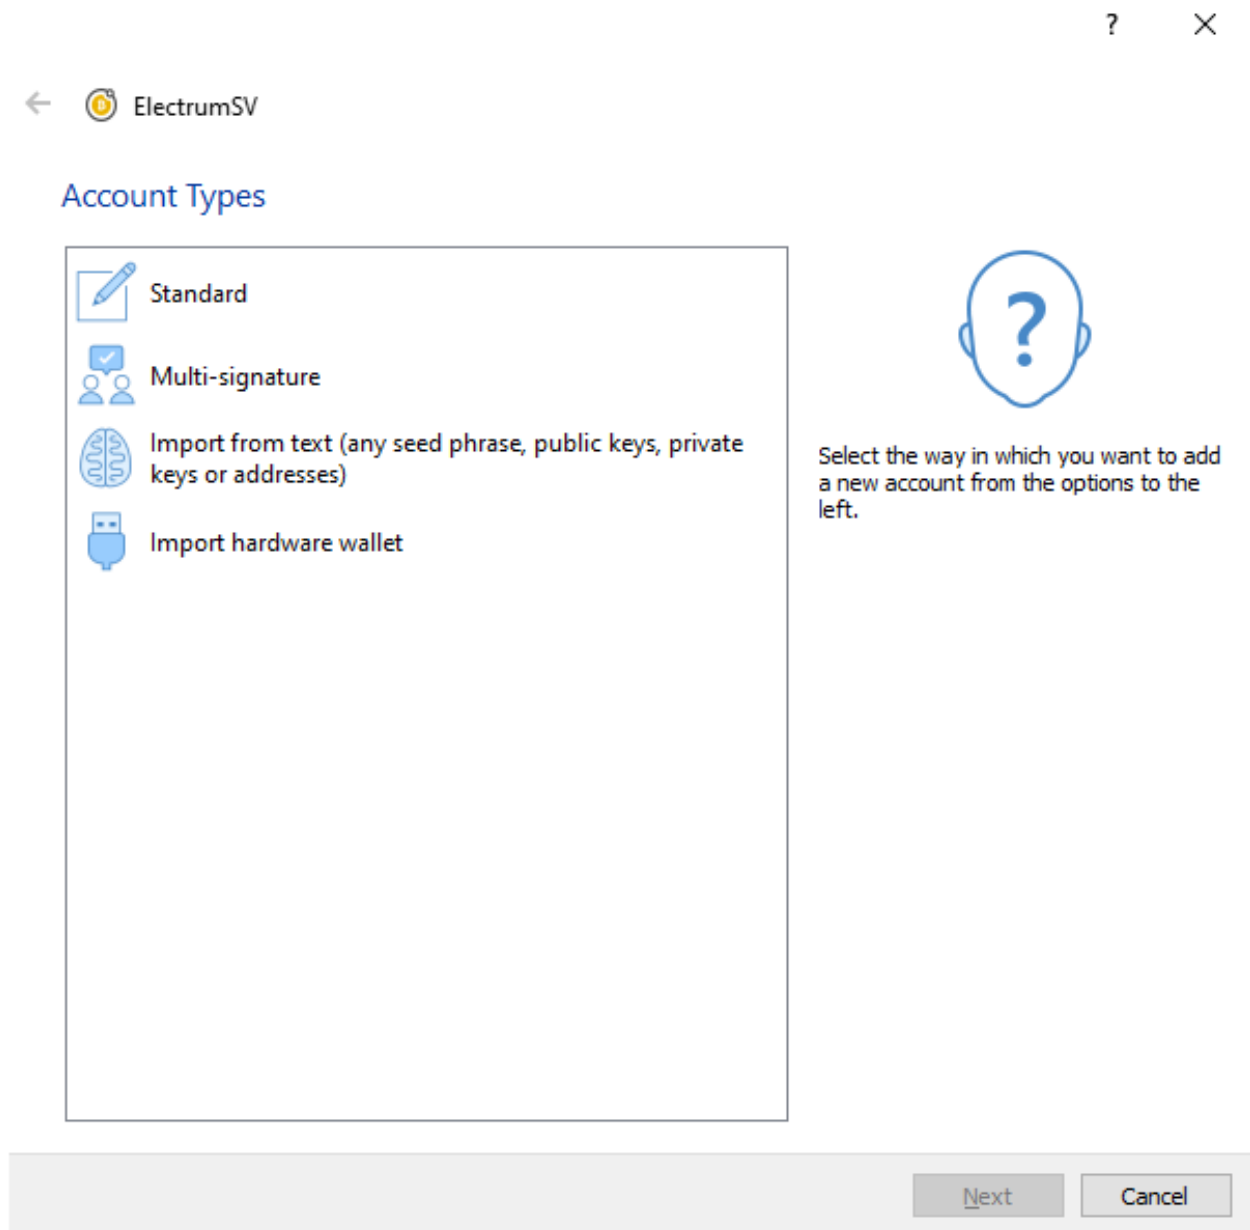 ?
ElectrumSV
Account Types
Standard
Multi-signature
Import from text (any seed phrase, public keys, private
keys or addresses)
Import hardware wallet
?
Select the way in which you want to add
a new account from the options to the
left.
Next
Cancel